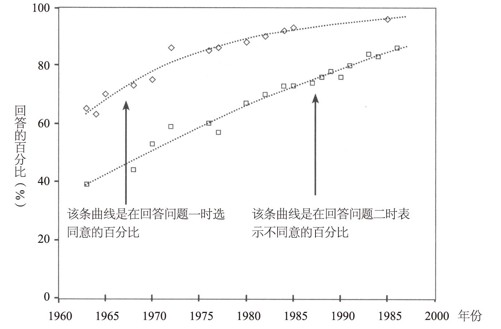 100
80
60
40
20
0
回答的百分比(%)
该条曲线是在回答问题一时选
同意的百分比
该条曲线是在回答问题二时表
示不同意的百分比
1960 1965 1970 1975 1980 1985 1990 1985 2000 年份